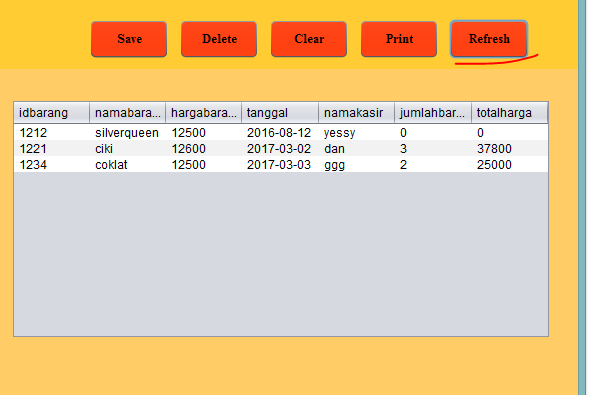 Save Delete Clear Print Refresh
idbarang namabara... hargabara... tanggal namakasir jumlahbar... totalharga
1212 silverqueen 12500 2016-08-12 yessy 0 0
1221 ciki 12600 2017-03-02 dan 3 37800
1234 coklat 12500 2017-03-03 ggg 2 25000